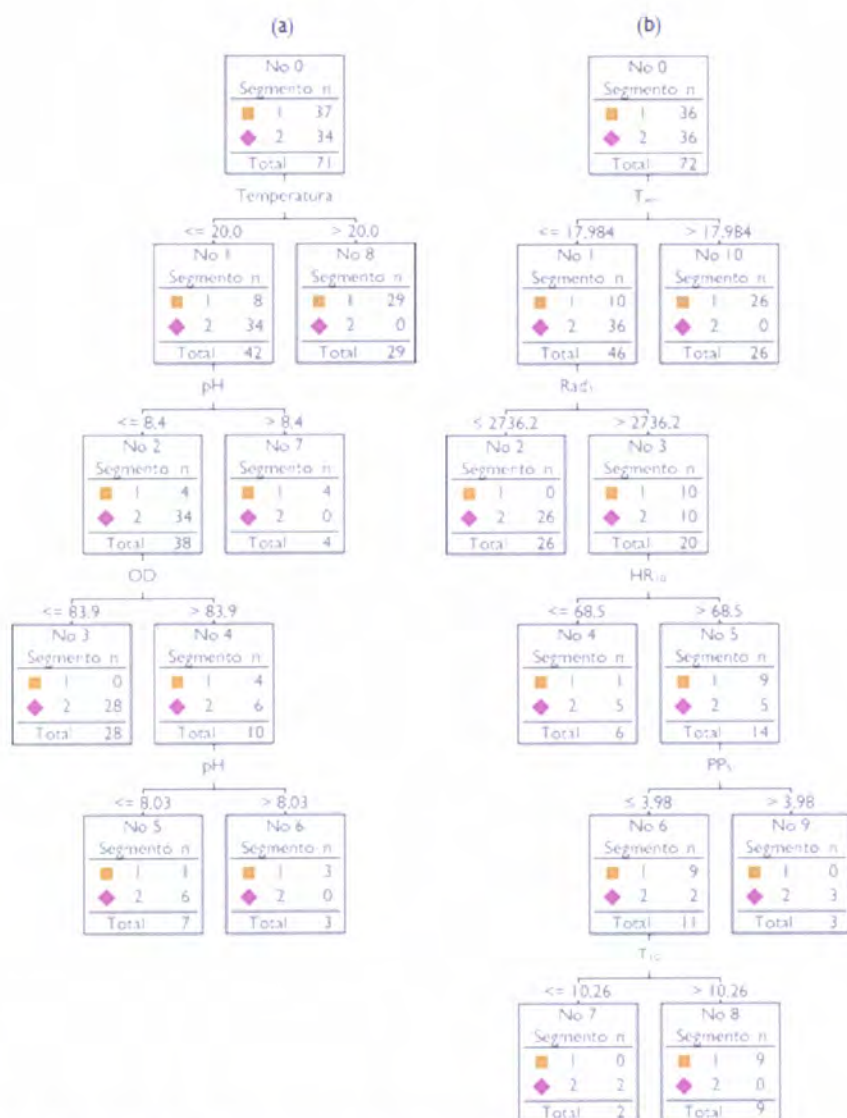 (a)
No 0
Segmento n
1 37
2 34
Total 71
Temperatura
<= 20.0
> 20.0
No 1
Segmento n
1 8
2 34
Total 42
No 8
Segmento n
1 29
2 0
Total 29
pH
<= 8.4
> 8.4
No 2
Segmento n
1 4
2 34
Total 38
No 7
Segmento n
1 4
2 0
Total 4
OD
<= 83.9
> 83.9
No 3
Segmento n
1 0
2 28
Total 28
No 4
Segmento n
1 4
2 6
Total 10
pH
<= 8.03
> 8.03
No 5
Segmento n
1 1
2 6
Total 7
No 6
Segmento n
1 3
2 0
Total 3
(b)
No 0
Segmento n
1 36
2 36
Total 72
<= 17.984
> 17.984
No 1
Segmento n
1 10
2 36
Total 46
No 10
Segmento n
1 26
2 0
Total 26
≤ 2736.2
> 2736.2
No 2
Segmento n
1 0
2 26
Total 26
No 3
Segmento n
1 10
2 10
Total 20
HR₁₀
<= 68.5
> 68.5
No 4
Segmento n
1 1
2 5
Total 6
No 5
Segmento n
1 9
2 5
Total 14
≤ 3.98
> 3.98
No 6
Segmento n
1 9
2 2
Total 11
No 9
Segmento n
1 0
2 3
Total 3
<= 10.26
> 10.26
No 7
Segmento n
1 0
2 2
Total 2
No 8
Segmento n
1 9
2 0
Total 9